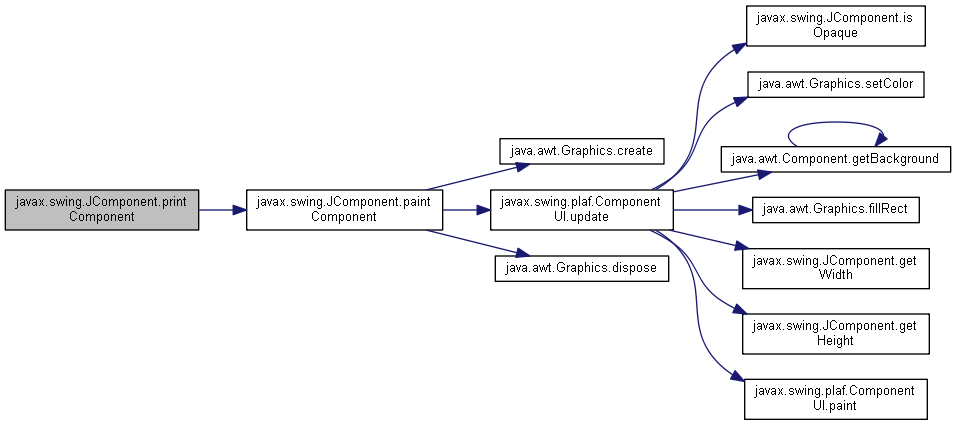 javax.swing.JComponent.print
Component
javax.swing.JComponent.paint
Component
java.awt.Graphics.create
javax.swing.plaf.Component
UI.update
java.awt.Graphics.dispose
javax.swing.JComponent.is
Opaque
java.awt.Graphics.setColor
java.awt.Component.getBackground
java.awt.Graphics.fillRect
javax.swing.JComponent.get
Width
javax.swing.JComponent.get
Height
javax.swing.plaf.Component
UI.paint